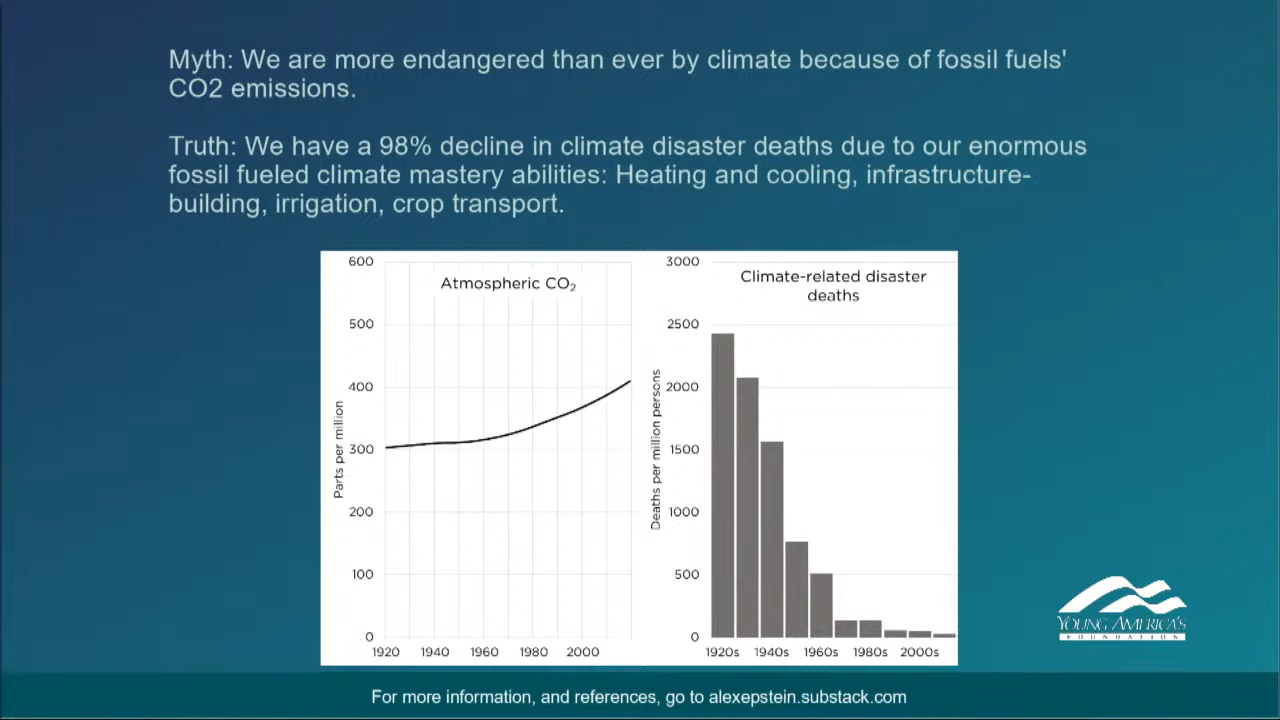 Myth: We are more endangered than ever by climate because of fossil fuels'
CO2 emissions.
Truth: We have a 98% decline in climate disaster deaths due to our enormous
fossil fueled climate mastery abilities: Heating and cooling, infrastructure-
building, irrigation, crop transport.
Atmospheric CO₂
Parts per million
600
500
400
300
200
100
0
1920 1940 1960 1980 2000
Climate-related disaster
deaths
Deaths per million persons
3000
2500
2000
1500
1000
500
0
1920s 1940s 1960s 1980s 2000s
YOUNG AMERICA'S
FOUNDATION
For more information, and references, go to alexepstein.substack.com